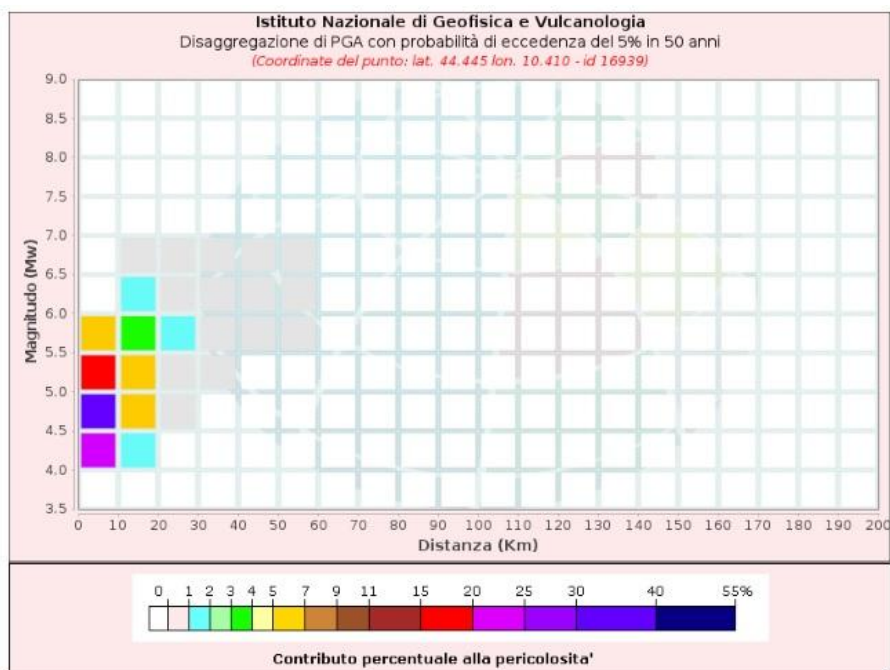 Istituto Nazionale di Geofisica e Vulcanologia
Disaggregazione di PGA con probabilità di eccedenza del 5% in 50 anni
(Coordinate del punto: lat. 44.445 lon. 10.410 - id 16939)
9.0
8.5
8.0
7.5
7.0
6.5
6.0
5.5
5.0
4.5
4.0
3.5
Magnitudo (Mw)
0 10 20 30 40 50 60 70 80 90 100 110 120 130 140 150 160 170 180 190 200
Distanza (Km)
0 1 2 3 4 5 7 9 11 15 20 25 30 40 55%
Contributo percentuale alla pericolosita'